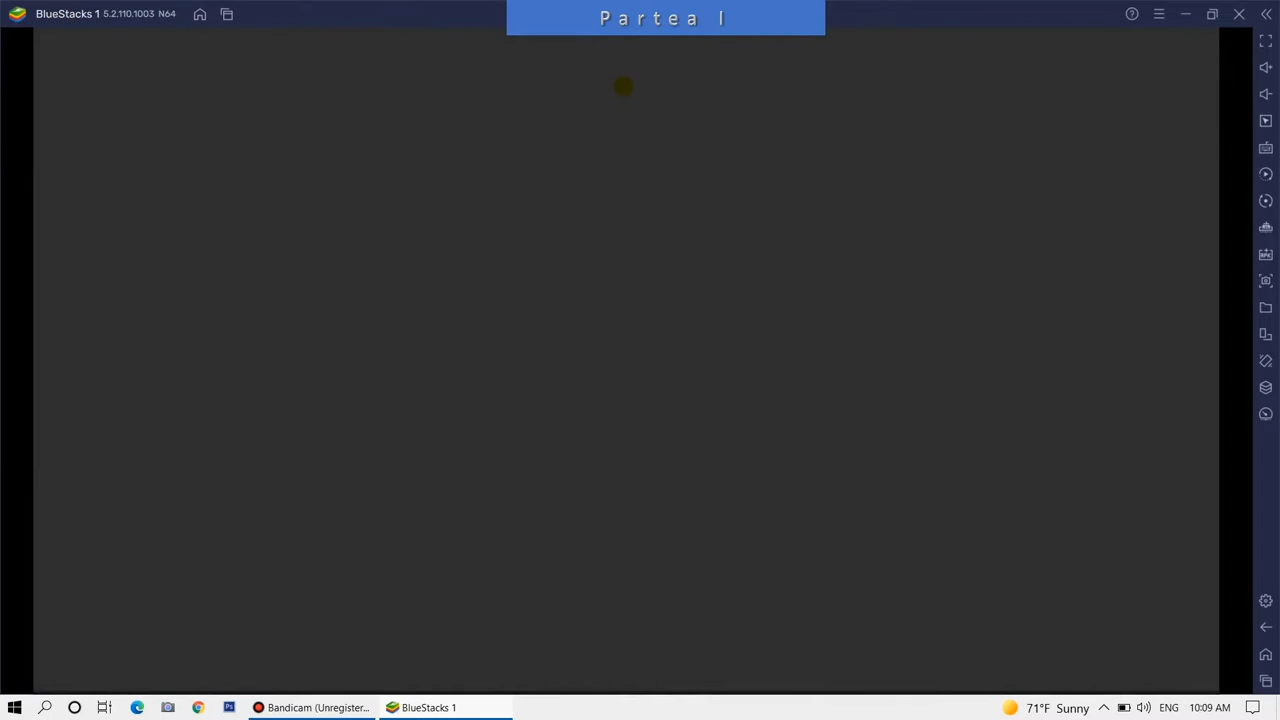 BlueStacks 1 5.2.110.1003 N64
Partea I
Bandicam (Unregister...
BlueStacks 1
71°F Sunny
ENG
10:09 AM